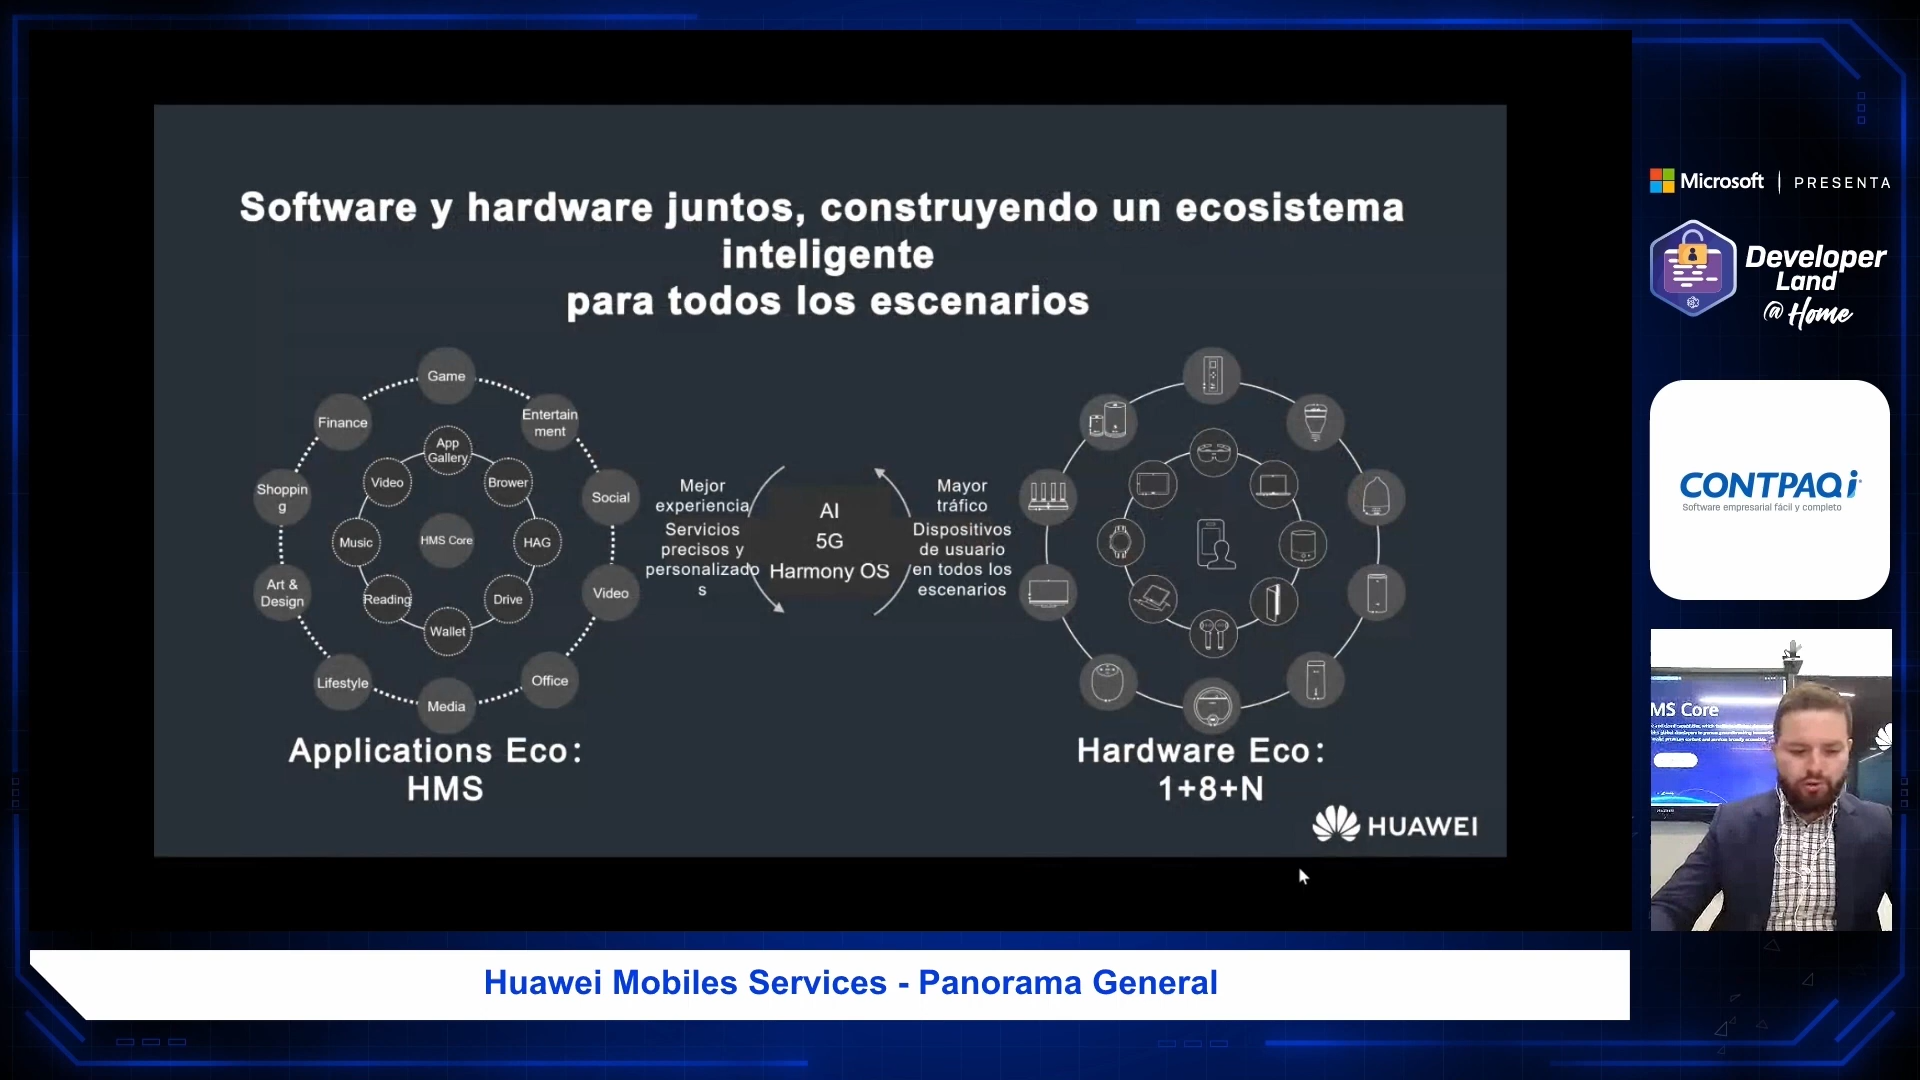 Software y hardware juntos, construyendo un ecosistema
inteligente
para todos los escenarios
Game
Finance
Entertain
ment
App
Gallery
Video
Brower
Shoppin
g
Social
Music
HMS Core
HAG
Art &
Design
Reading
Drive
Video
Wallet
Lifestyle
Office
Media
Applications Eco:
HMS
Mejor
experiencia
Servicios
precisos y
personalizado
s
AI
5G
Harmony OS
Mayor
tráfico
Dispositivos
de usuario
en todos los
escenarios
Hardware Eco:
1+8+N
HUAWEI
Microsoft | PRESENTA
Developer
Land
@Home
CONTPAQi
Software empresarial fácil y completo
MS Core
Huawei Mobiles Services - Panorama General